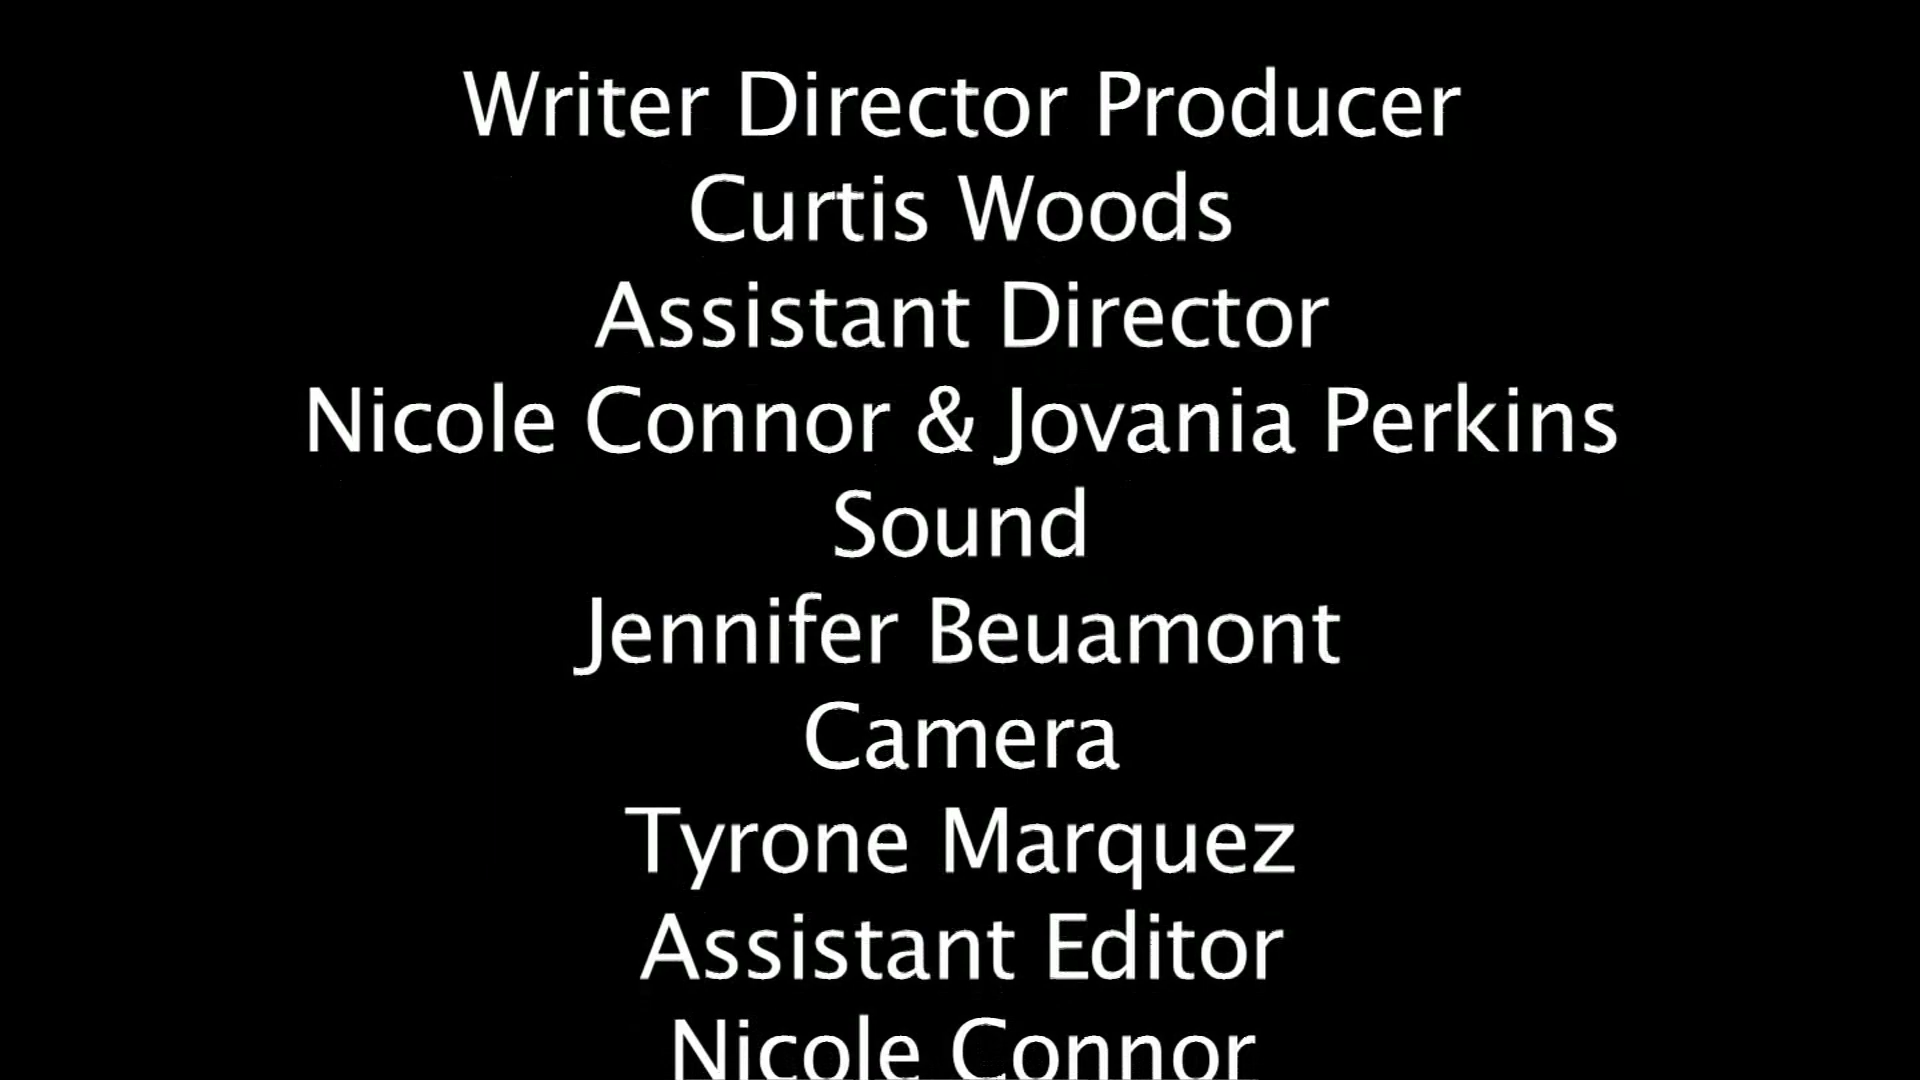 Writer Director Producer
Curtis Woods
Assistant Director
Nicole Connor & Jovania Perkins
Sound
Jennifer Beuamont
Camera
Tyrone Marquez
Assistant Editor
Nicole Connor